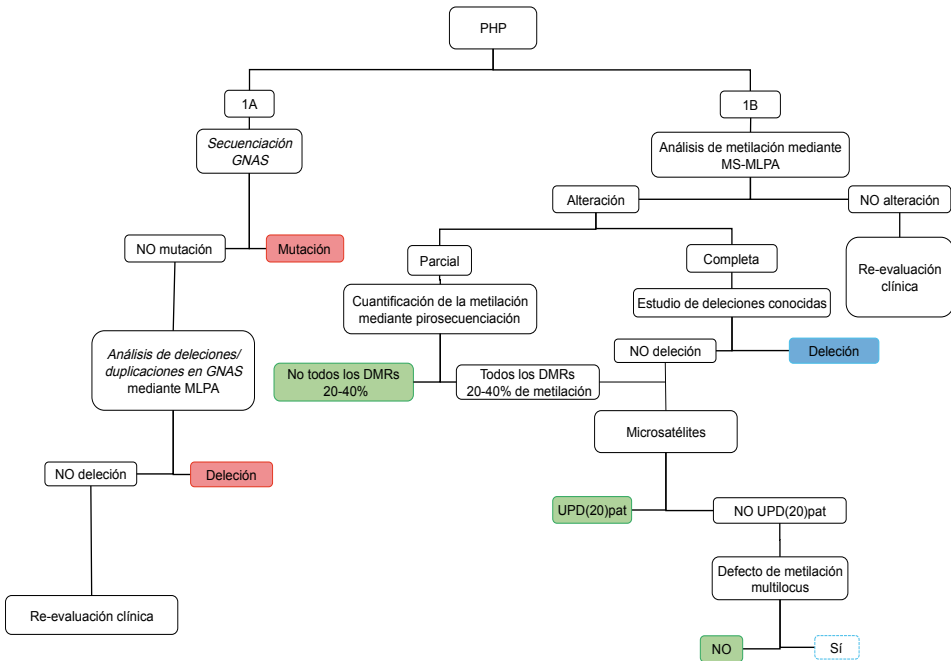 PHP
1A
1B
Secuenciación
GNAS
Análisis de metilación mediante
MS-MLPA
Alteración
NO alteración
NO mutación
Mutación
Parcial
Completa
Re-evaluación
clínica
Cuantificación de la metilación
mediante pirosecuenciación
Estudio de deleciones conocidas
Análisis de deleciones/
duplicaciones en GNAS
mediante MLPA
NO deleción
Deleción
No todos los DMRs
20-40%
Todos los DMRs
20-40% de metilación
Microsatélites
NO deleción
Deleción
UPD(20)pat
NO UPD(20)pat
Defecto de metilación
multilocus
Re-evaluación clínica
NO
Sí